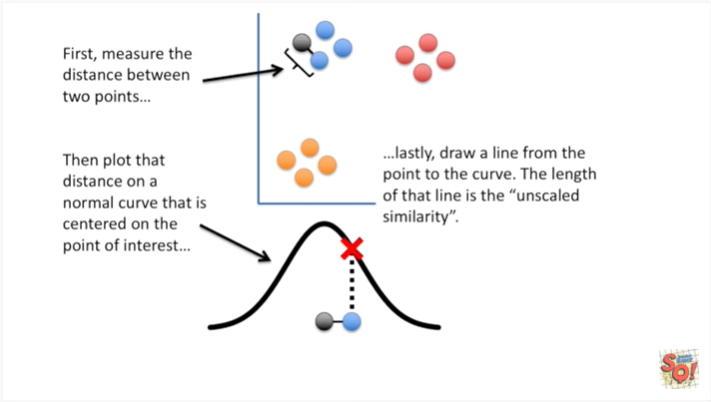 First, measure the
distance between
two points...
Then plot that
distance on a
normal curve that is
centered on the
point of interest...
...lastly, draw a line from the
point to the curve. The length
of that line is the “unscaled
similarity”.
SQ!